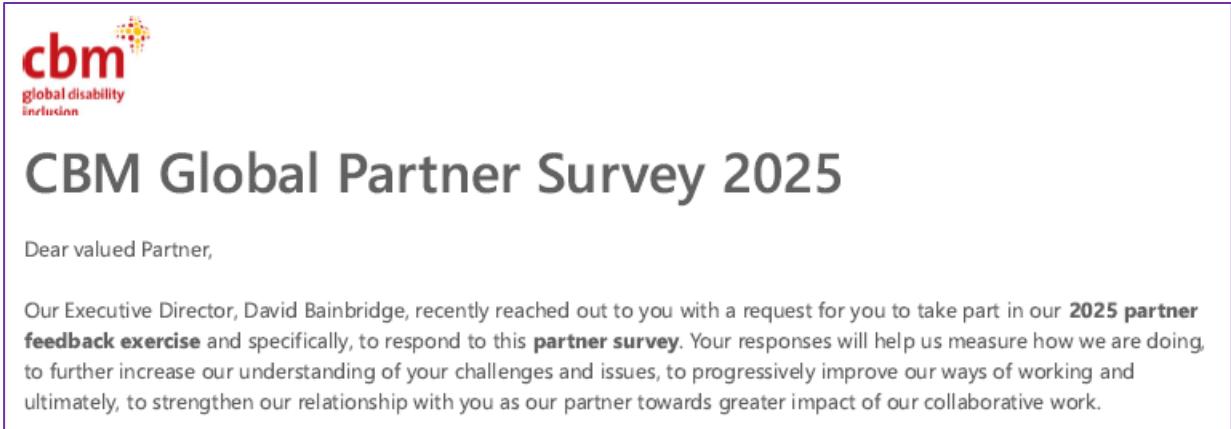 cbm
global disability
inclusion
CBM Global Partner Survey 2025
Dear valued Partner,
Our Executive Director, David Bainbridge, recently reached out to you with a request for you to take part in our 2025 partner
feedback exercise and specifically, to respond to this partner survey. Your responses will help us measure how we are doing,
to further increase our understanding of your challenges and issues, to progressively improve our ways of working and
ultimately, to strengthen our relationship with you as our partner towards greater impact of our collaborative work.